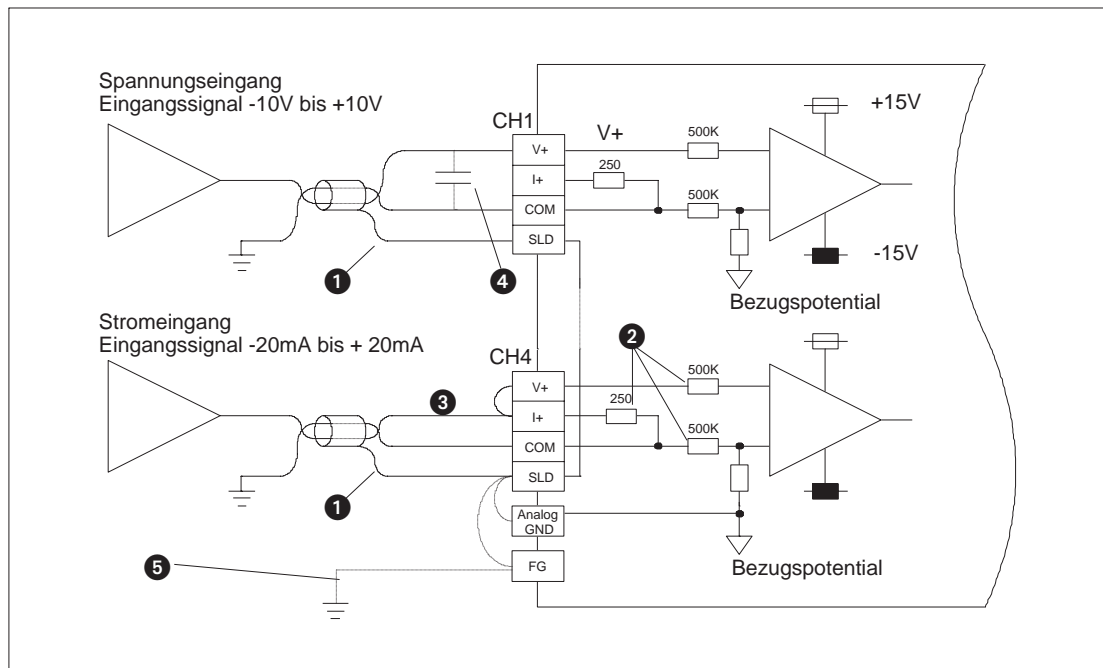 Spannungseingang
Eingangssignal -10V bis +10V
CH1
V+
I+
COM
SLD
V+
500K
250
500K
+15V
-15V
Bezugspotential
1
4
Stromeingang
Eingangssignal -20mA bis + 20mA
CH4
V+
I+
COM
SLD
Analog
GND
FG
3
2
500K
250
500K
1
5
Bezugspotential